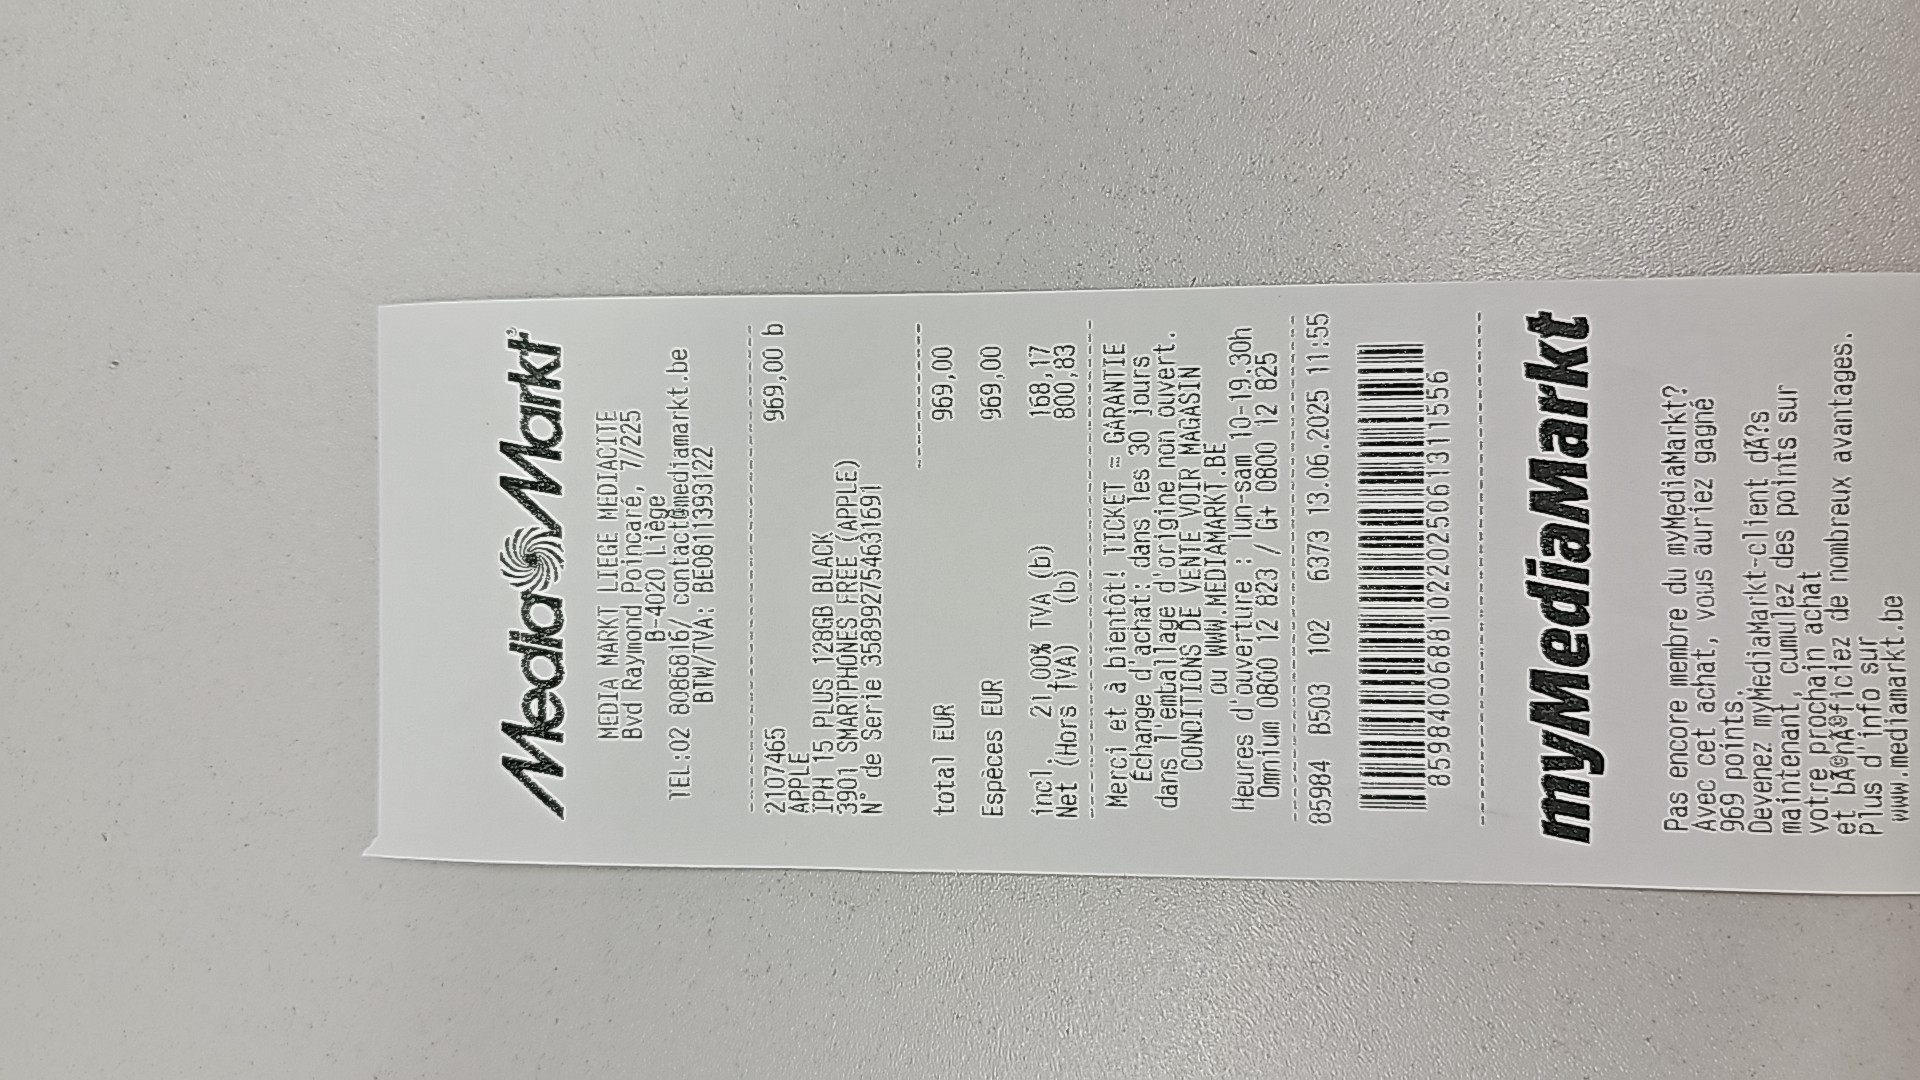 Media Markt
MEDIA MARKT LIEGE MEDIACITE
Bvd Raymond Poincaré, 7/225
B-4020 Liège
TEL:02 8086816/ contact@mediamarkt.be
BTW/TVA: BE0811393122
2107465 969,00 b
APPLE
IPH 15 PLUS 128GB BLACK
3901 SMARTPHONES FREE (APPLE)
N° de Serie 358992754631691
total EUR 969,00
Espèces EUR 969,00
incl. 21,00% TVA (b) 168,17
Net (Hors TVA) (b) 800,83
Merci et à bientôt! TICKET = GARANTIE
Échange d'achat: dans les 30 jours
dans l'emballage d'origine non ouvert.
CONDITIONS DE VENTE VOIR MAGASIN
ou WWW.MEDIAMARKT.BE
Heures d'ouverture : lun-sam 10-19.30h
Omnium 0800 12 823 / G+ 0800 12 825
85984 B503 102 6373 13.06.2025 11:55
8598400688102202506131 1556
myMediaMarkt
Pas encore membre du myMediaMarkt?
Avec cet achat, vous auriez gagné
969 points.
Devenez myMediaMarkt-client dÃ?s
maintenant, cumulez des points sur
votre prochain achat
et bÃ©nÃ©ficiez de nombreux avantages.
Plus d'info sur
www.mediamarkt.be